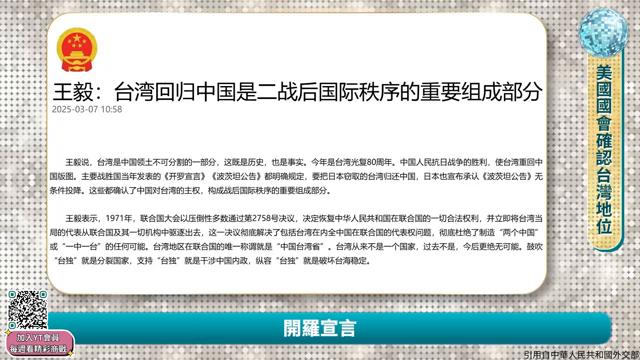 王毅：台湾回归中国是二战后国际秩序的重要组成部分
2025-03-07 10:58
王毅说，台湾是中国领土不可分割的一部分，这既是历史，也是事实。今年是台湾光复80周年。中国人民抗日战争的胜利，使台湾重回中
国版图。主要战胜国当年发表的《开罗宣言》《波茨坦公告》都明确规定，要把日本窃取的台湾归还中国，日本也宣布承认《波茨坦公告》无
条件投降。这些都确认了中国对台湾的主权，构成战后国际秩序的重要组成部分。
王毅表示，1971年，联合国大会以压倒性多数通过第2758号决议，决定恢复中华人民共和国在联合国的一切合法权利，并立即将台湾当
局的代表从联合国及其一切机构中驱逐出去，这一决议彻底解决了包括台湾在内全中国在联合国的代表权问题，彻底杜绝了制造“两个中国”
或“一中一台”的任何可能。台湾地区在联合国的唯一称谓就是“中国台湾省”。台湾从来不是一个国家，过去不是，今后更绝无可能。鼓吹
“台独”就是分裂国家，支持“台独”就是干涉中国内政，纵容“台独”就是破坏台海稳定。
美國國會確認台灣地位
加入YT會員
每週看精彩商戰
開羅宣言
引用自中華人民共和國外交部